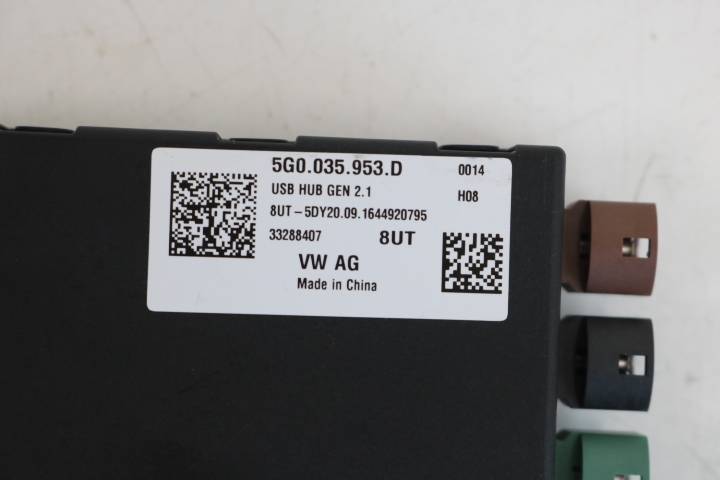 5G0.035.953.D 0014
USB HUB GEN 2.1 H08
8UT-5DY20.09.1644920795
33288407 8UT
VW AG
Made in China